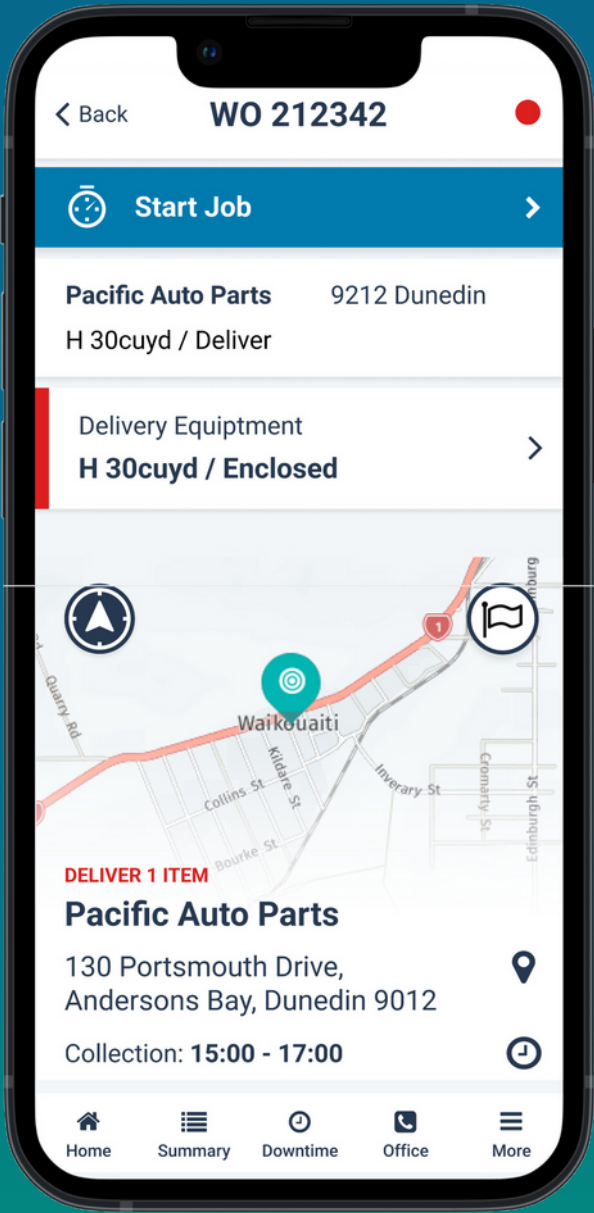 Back
WO 212342
Start Job
Pacific Auto Parts 9212 Dunedin
H 30cuyd / Deliver
Delivery Equiptment
H 30cuyd / Enclosed
1
Quarry Rd
Waikouaiti
Kildare St
Collins St
Inverary St
Cromarty St
Edinburgh St
Bourke St
DELIVER 1 ITEM
Pacific Auto Parts
130 Portsmouth Drive,
Andersons Bay, Dunedin 9012
Collection: 15:00 - 17:00
Home
Summary
Downtime
Office
More